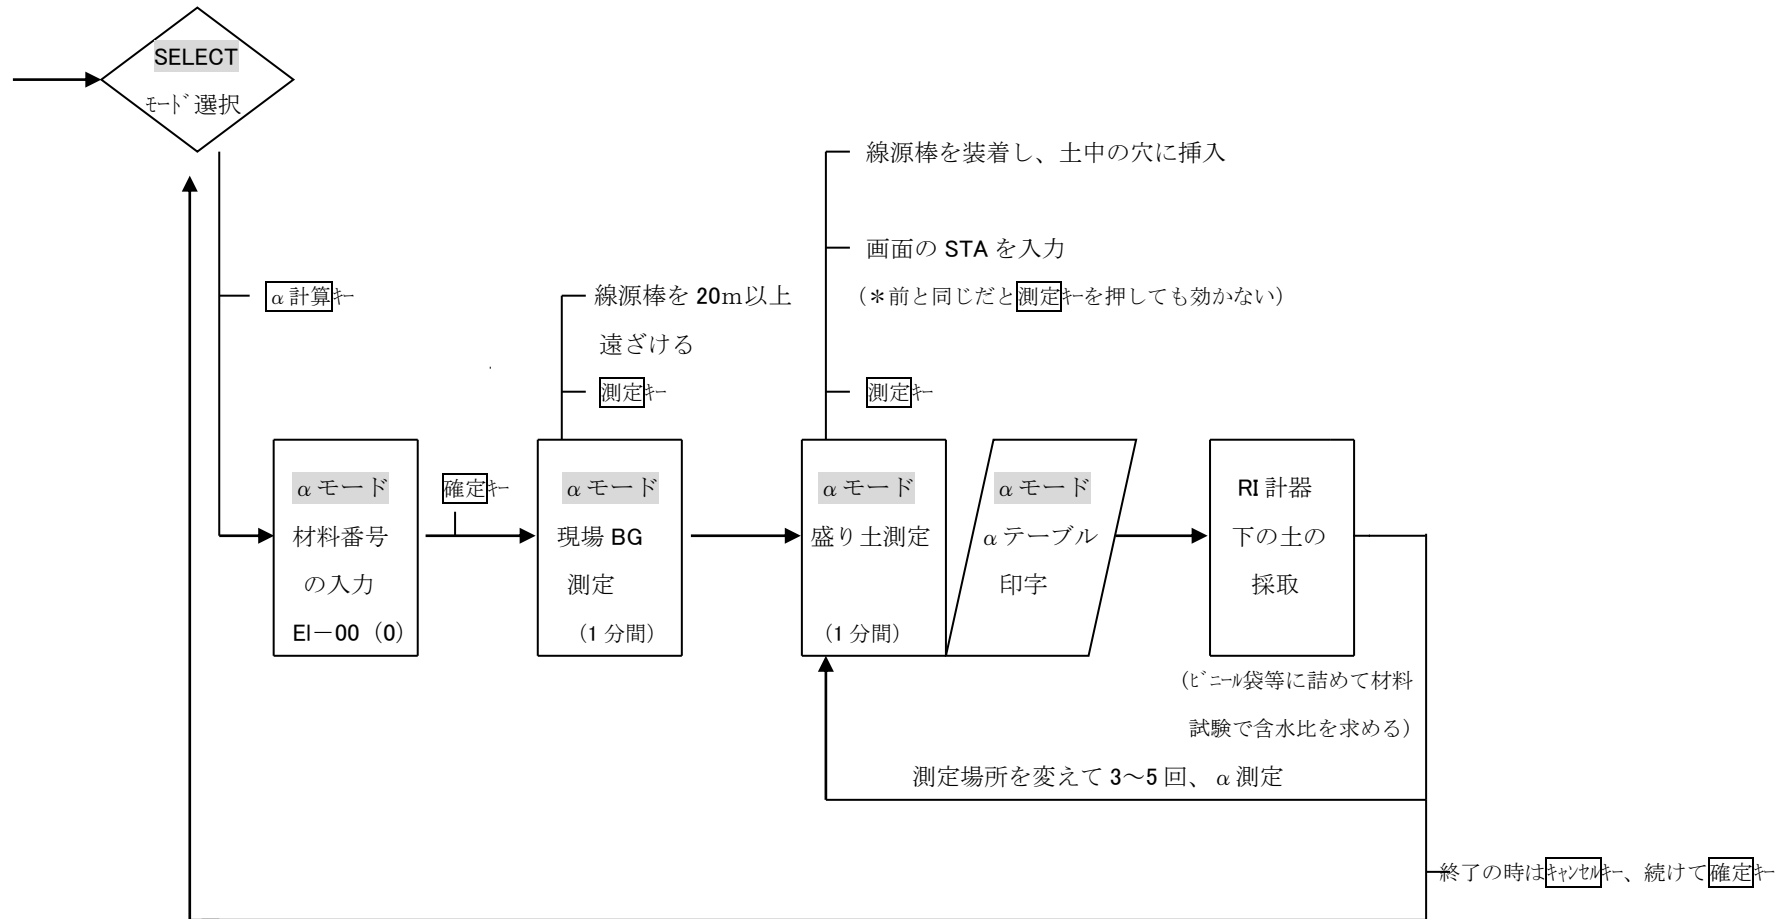 SELECT
ﾓｰﾄﾞ選択
α計算ｷｰ
線源棒を20m以上
遠ざける
測定ｷｰ
線源棒を装着し、土中の穴に挿入
画面の STA を入力
（＊前と同じだと測定ｷｰを押しても効かない）
測定ｷｰ
αモード
材料番号
の入力
EI－00（0）
確定ｷｰ
αモード
現場 BG
測定
（1 分間）
αモード
盛り土測定
（1 分間）
αモード
αテーブル
印字
RI 計器
下の土の
採取
（ﾋﾞﾆｰﾙ袋等に詰めて材料
試験で含水比を求める）
測定場所を変えて 3～5 回、α測定
終了の時はｷｬﾝｾﾙｷｰ、続けて確定ｷｰ